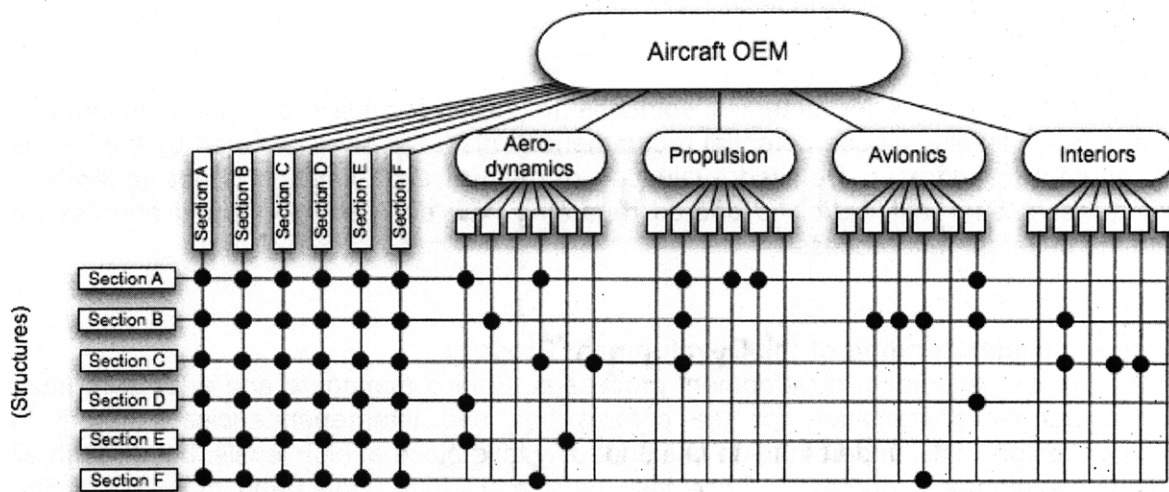 Aircraft OEM
Section A
Section B
Section C
Section D
Section E
Section F
Aero-
dynamics
Propulsion
Avionics
Interiors
(Structures)
Section A
Section B
Section C
Section D
Section E
Section F